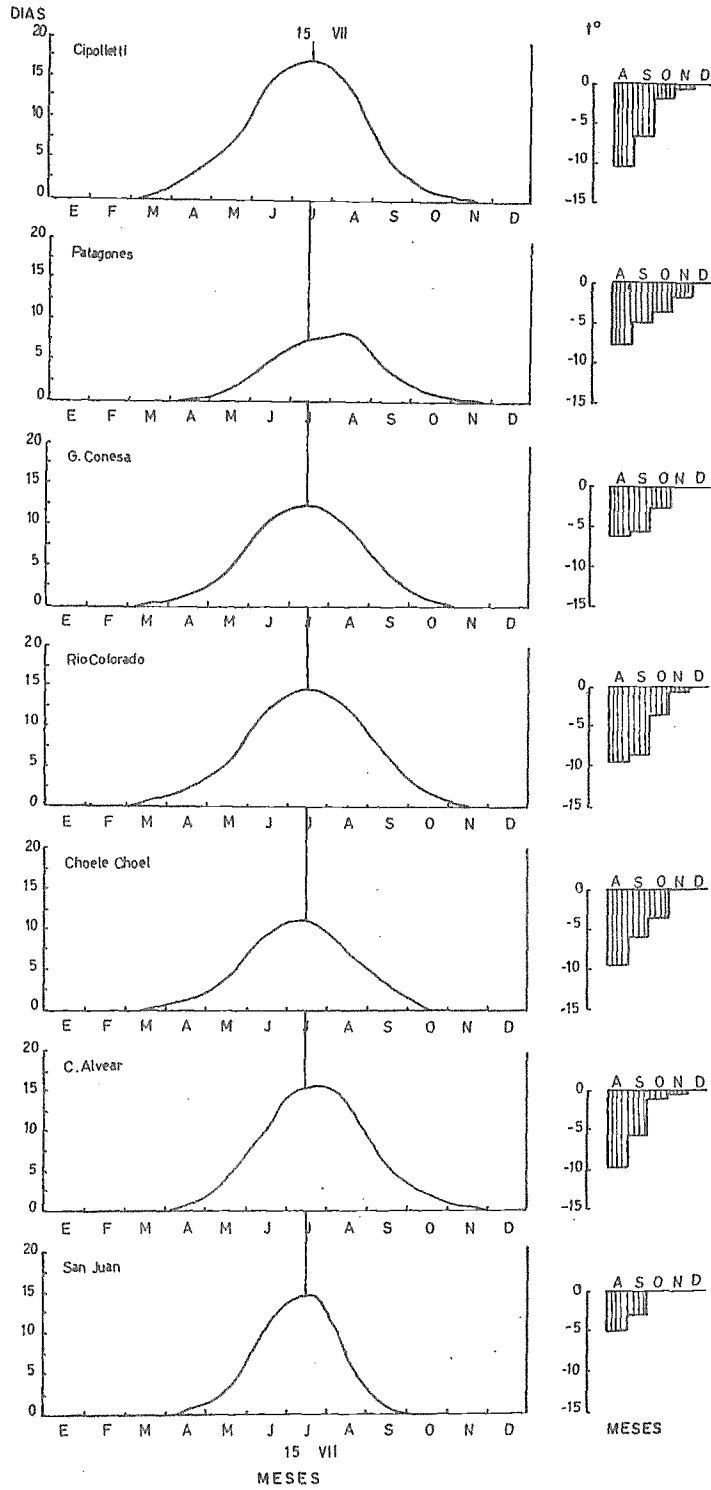 DIAS
15 VII
t°
20
Cipolletti
15
10
5
0
E F M A M J J A S O N D
A S O N D
0
-5
-10
-15
20
Patagones
15
10
5
0
E F M A M J J A S O N D
A S O N D
0
-5
-10
-15
20
G. Conesa
15
10
5
0
E F M A M J J A S O N D
A S O N D
0
-5
-10
-15
20
Rio Colorado
15
10
5
0
E F M A M J J A S O N D
A S O N D
0
-5
-10
-15
20
Choele Choel
15
10
5
0
E F M A M J J A S O N D
A S O N D
0
-5
-10
-15
20
C. Alvear
15
10
5
0
E F M A M J J A S O N D
A S O N D
0
-5
-10
-15
20
San Juan
15
10
5
0
E F M A M J J A S O N D
A S O N D
0
-5
-10
-15
15 VII
MESES
MESES